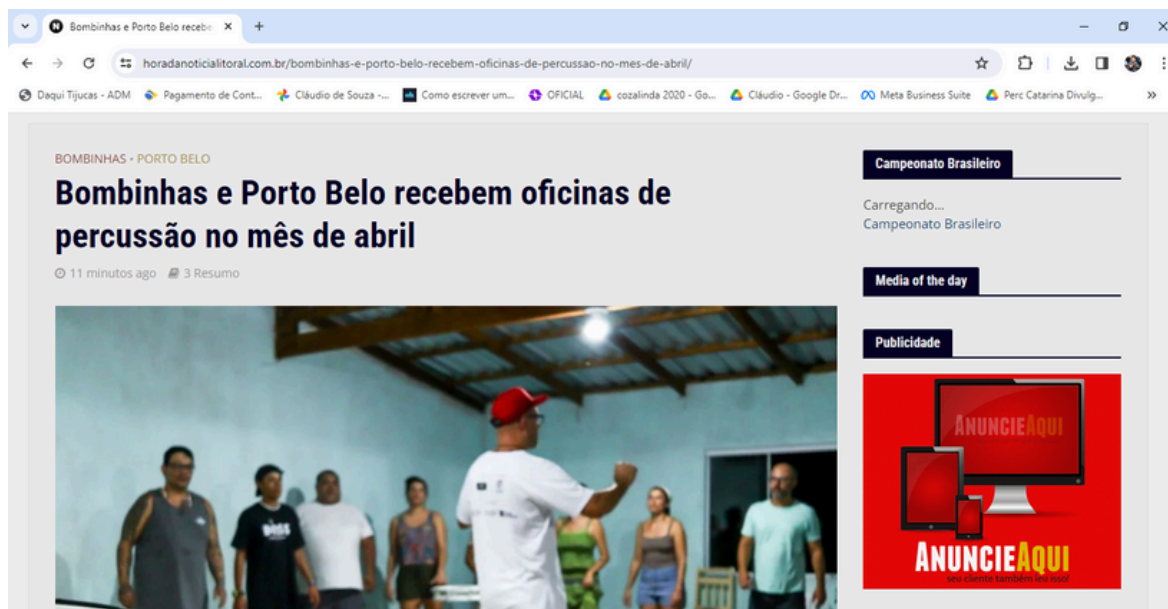 Bombinhas e Porto Belo recebe
horadanoticialitoral.com.br/bombinhas-e-porto-belo-recebem-oficinas-de-percussao-no-mes-de-abril/
Daqui Tijucas - ADM Pagamento de Cont... Cláudio de Souza -... Como escrever um... OFICIAL cozalinda 2020 - Go... Cláudio - Google Dr... Meta Business Suite Perc Catarina Divulg... »
BOMBINHAS • PORTO BELO
Bombinhas e Porto Belo recebem oficinas de
percussão no mês de abril
11 minutos ago 3 Resumo
BOSS
Campeonato Brasileiro
Carregando...
Campeonato Brasileiro
Media of the day
Publicidade
ANUNCIEAQUI
ANUNCIEAQUI
seu cliente também leu isso!